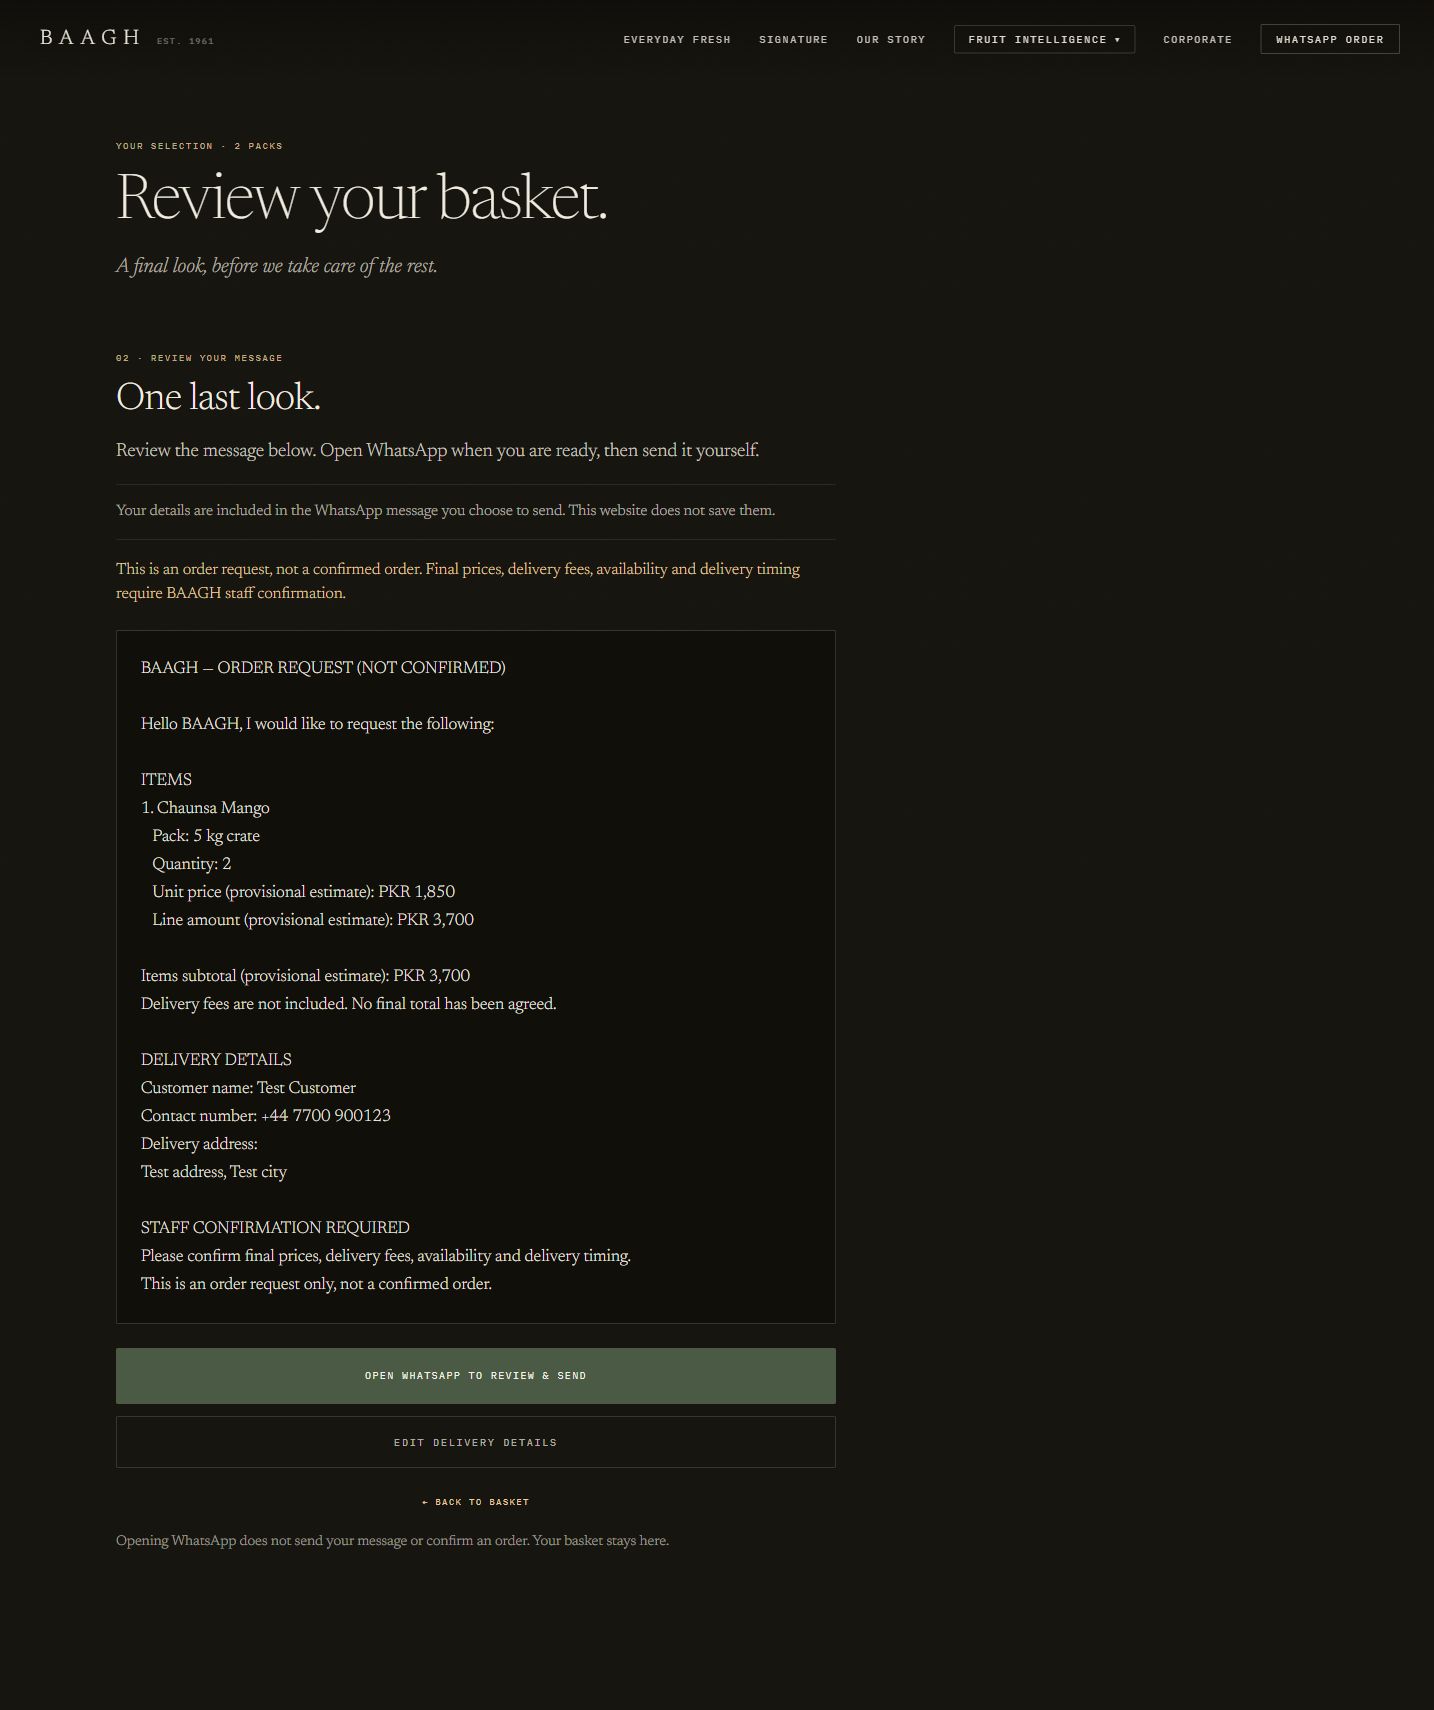 BAAGH EST. 1961
EVERYDAY FRESH SIGNATURE OUR STORY FRUIT INTELLIGENCE ▾ CORPORATE WHATSAPP ORDER
YOUR SELECTION · 2 PACKS
Review your basket.
A final look, before we take care of the rest.
02 · REVIEW YOUR MESSAGE
One last look.
Review the message below. Open WhatsApp when you are ready, then send it yourself.
Your details are included in the WhatsApp message you choose to send. This website does not save them.
This is an order request, not a confirmed order. Final prices, delivery fees, availability and delivery timing
require BAAGH staff confirmation.
BAAGH — ORDER REQUEST (NOT CONFIRMED)
Hello BAAGH, I would like to request the following:
ITEMS
1. Chaunsa Mango
Pack: 5 kg crate
Quantity: 2
Unit price (provisional estimate): PKR 1,850
Line amount (provisional estimate): PKR 3,700
Items subtotal (provisional estimate): PKR 3,700
Delivery fees are not included. No final total has been agreed.
DELIVERY DETAILS
Customer name: Test Customer
Contact number: +44 7700 900123
Delivery address:
Test address, Test city
STAFF CONFIRMATION REQUIRED
Please confirm final prices, delivery fees, availability and delivery timing.
This is an order request only, not a confirmed order.
OPEN WHATSAPP TO REVIEW & SEND
EDIT DELIVERY DETAILS
← BACK TO BASKET
Opening WhatsApp does not send your message or confirm an order. Your basket stays here.